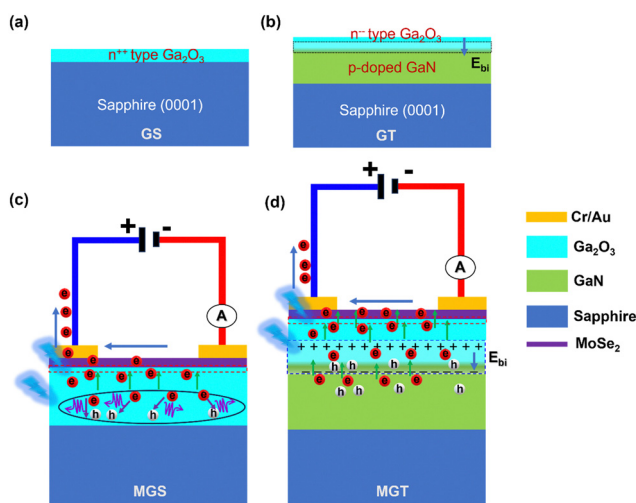 (a)
n++ type Ga2O3
Sapphire (0001)
GS
(b)
n− type Ga2O3
Ebi
p-doped GaN
Sapphire (0001)
GT
(c)
+ -
A
e
e
e
e
e e e
e e e e
e e e e
h h h h
MGS
(d)
+ -
A
e
e
e
e e e e
e e e e
+ + + + + + + + + + + +
e e e e
h h h
Ebi
e e e e
h h h h
MGT
Cr/Au
Ga2O3
GaN
Sapphire
MoSe2